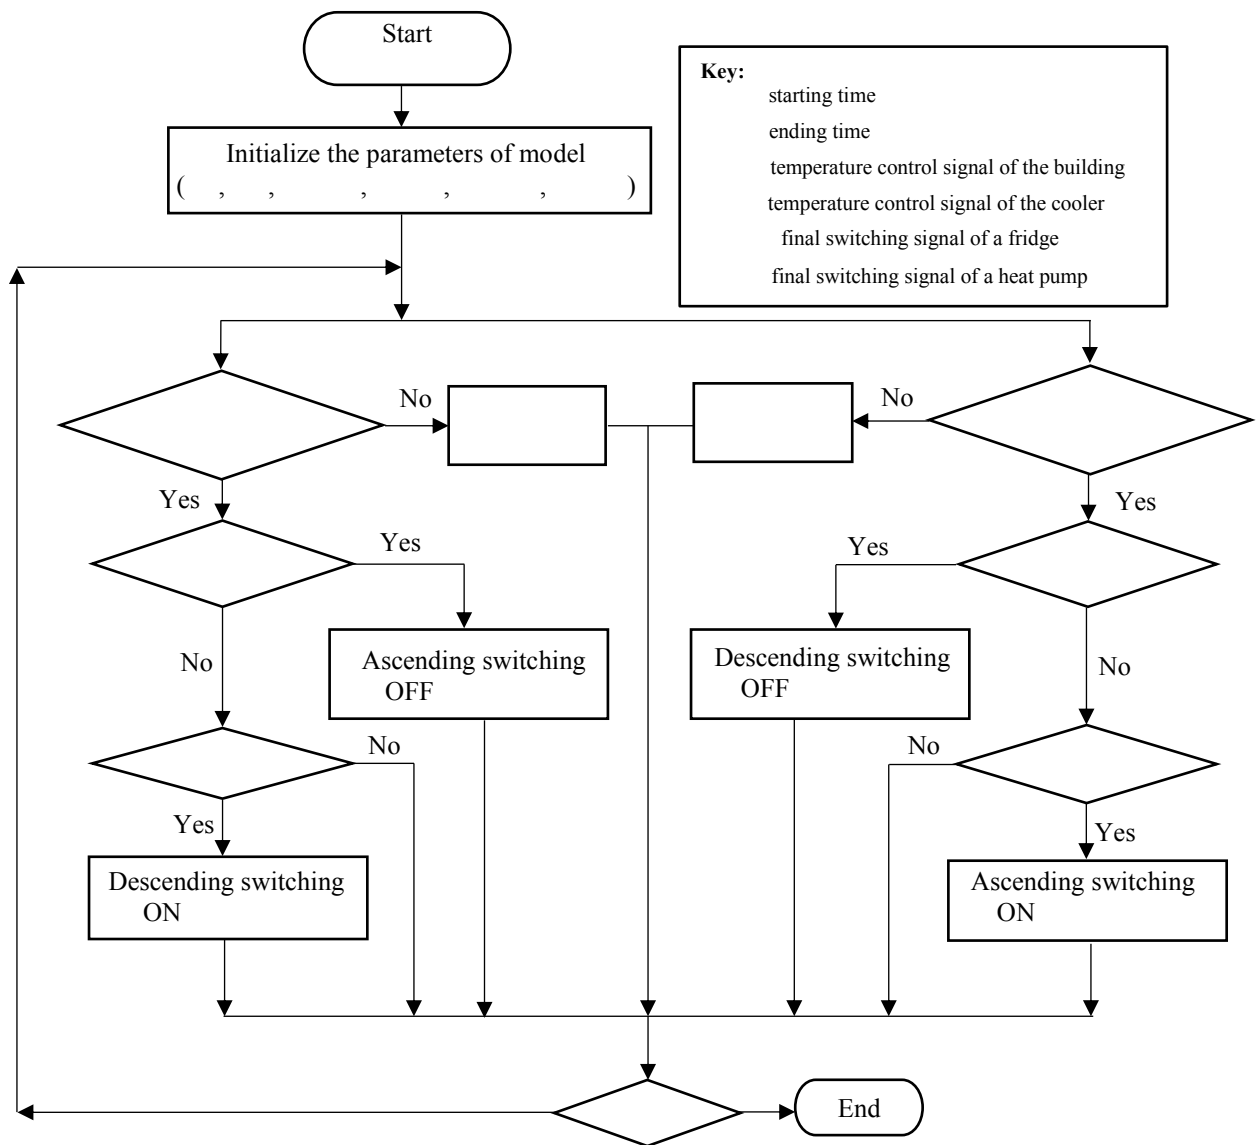 Start
Key:
starting time
ending time
temperature control signal of the building
temperature control signal of the cooler
final switching signal of a fridge
final switching signal of a heat pump
Initialize the parameters of model
( , , , , , )
No
No
Yes
Yes
Yes
Yes
Ascending switching
OFF
Descending switching
OFF
No
No
No
No
Yes
Yes
Descending switching
ON
Ascending switching
ON
End